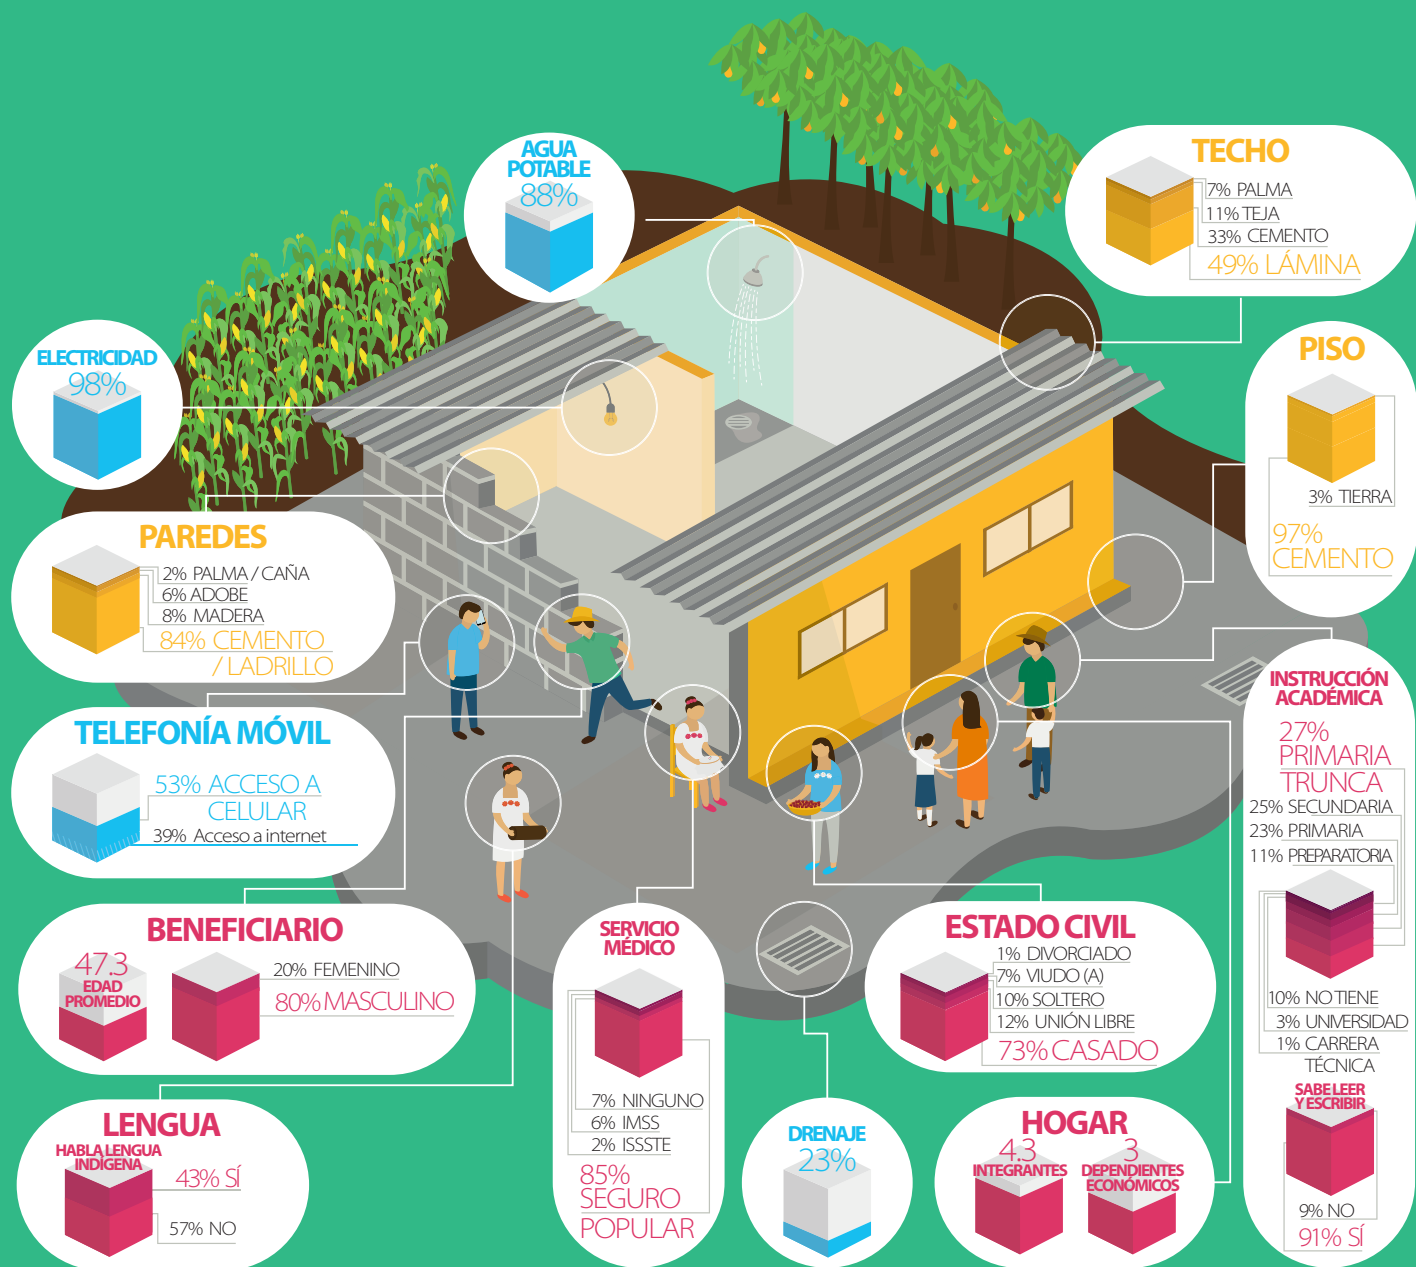 AGUA
POTABLE
88%
TECHO
7% PALMA
11% TEJA
33% CEMENTO
49% LÁMINA
ELECTRICIDAD
98%
PISO
3% TIERRA
97%
CEMENTO
PAREDES
2% PALMA / CAÑA
6% ADOBE
8% MADERA
84% CEMENTO
/ LADRILLO
TELEFONÍA MÓVIL
53% ACCESO A
CELULAR
39% Acceso a internet
INSTRUCCIÓN
ACADÉMICA
27%
PRIMARIA
TRUNCA
25% SECUNDARIA
23% PRIMARIA
11% PREPARATORIA
10% NO TIENE
3% UNIVERSIDAD
1% CARRERA
TÉCNICA
SABE LEER
Y ESCRIBIR
9% NO
91% SÍ
BENEFICIARIO
47.3
EDAD
PROMEDIO
20% FEMENINO
80% MASCULINO
SERVICIO
MÉDICO
7% NINGUNO
6% IMSS
2% ISSSTE
85%
SEGURO
POPULAR
ESTADO CIVIL
1% DIVORCIADO
7% VIUDO (A)
10% SOLTERO
12% UNIÓN LIBRE
73% CASADO
LENGUA
HABLA LENGUA
INDÍGENA
43% SÍ
57% NO
DRENAJE
23%
HOGAR
4.3
INTEGRANTES
3
DEPENDIENTES
ECONÓMICOS